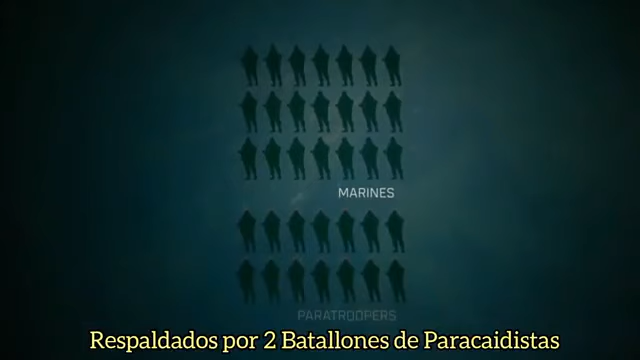 MARINES
PARATROOPERS
Respaldados por 2 Batallones de Paracaidistas